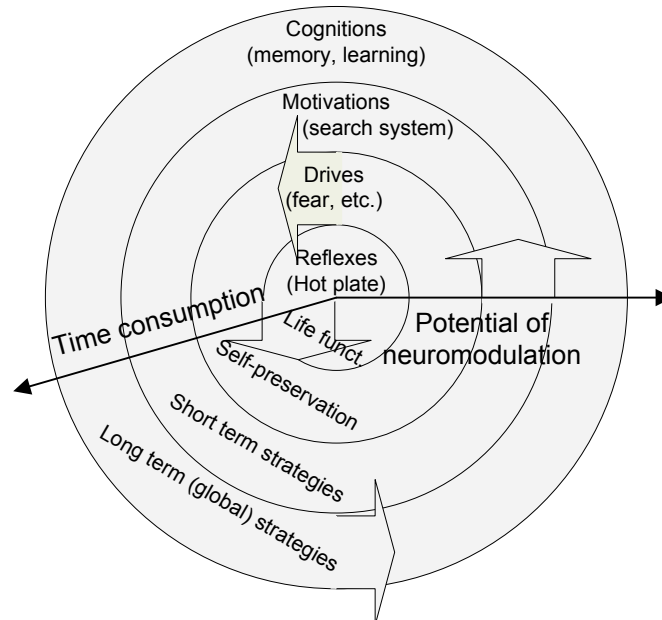 Cognitions
(memory, learning)
Motivations
(search system)
Drives
(fear, etc.)
Reflexes
(Hot plate)
Time consumption
Life funct.
Potential of
neuromodulation
Self-preservation
Short term strategies
Long term (global) strategies